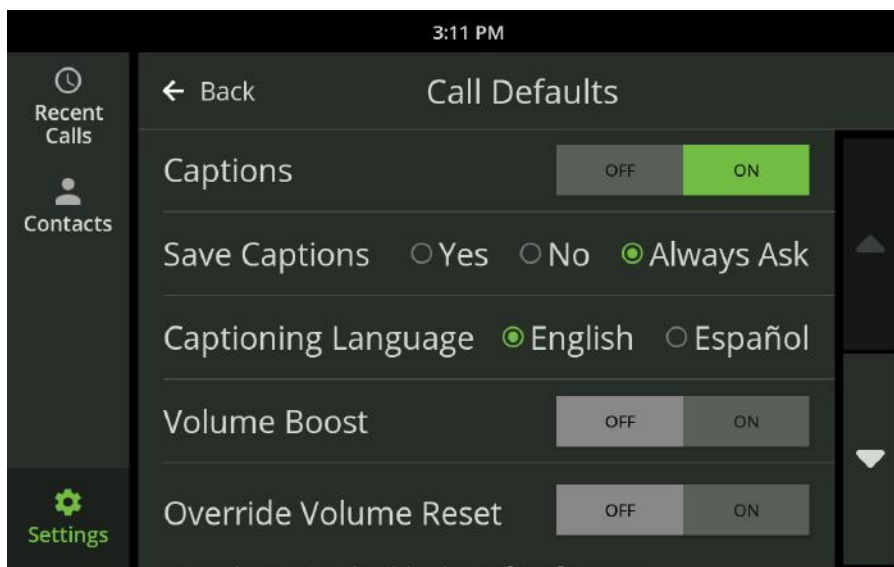 3:11 PM
Recent
Calls
Contacts
Settings
← Back
Call Defaults
Captions
OFF
ON
Save Captions
Yes
No
Always Ask
Captioning Language
English
Español
Volume Boost
OFF
ON
Override Volume Reset
OFF
ON